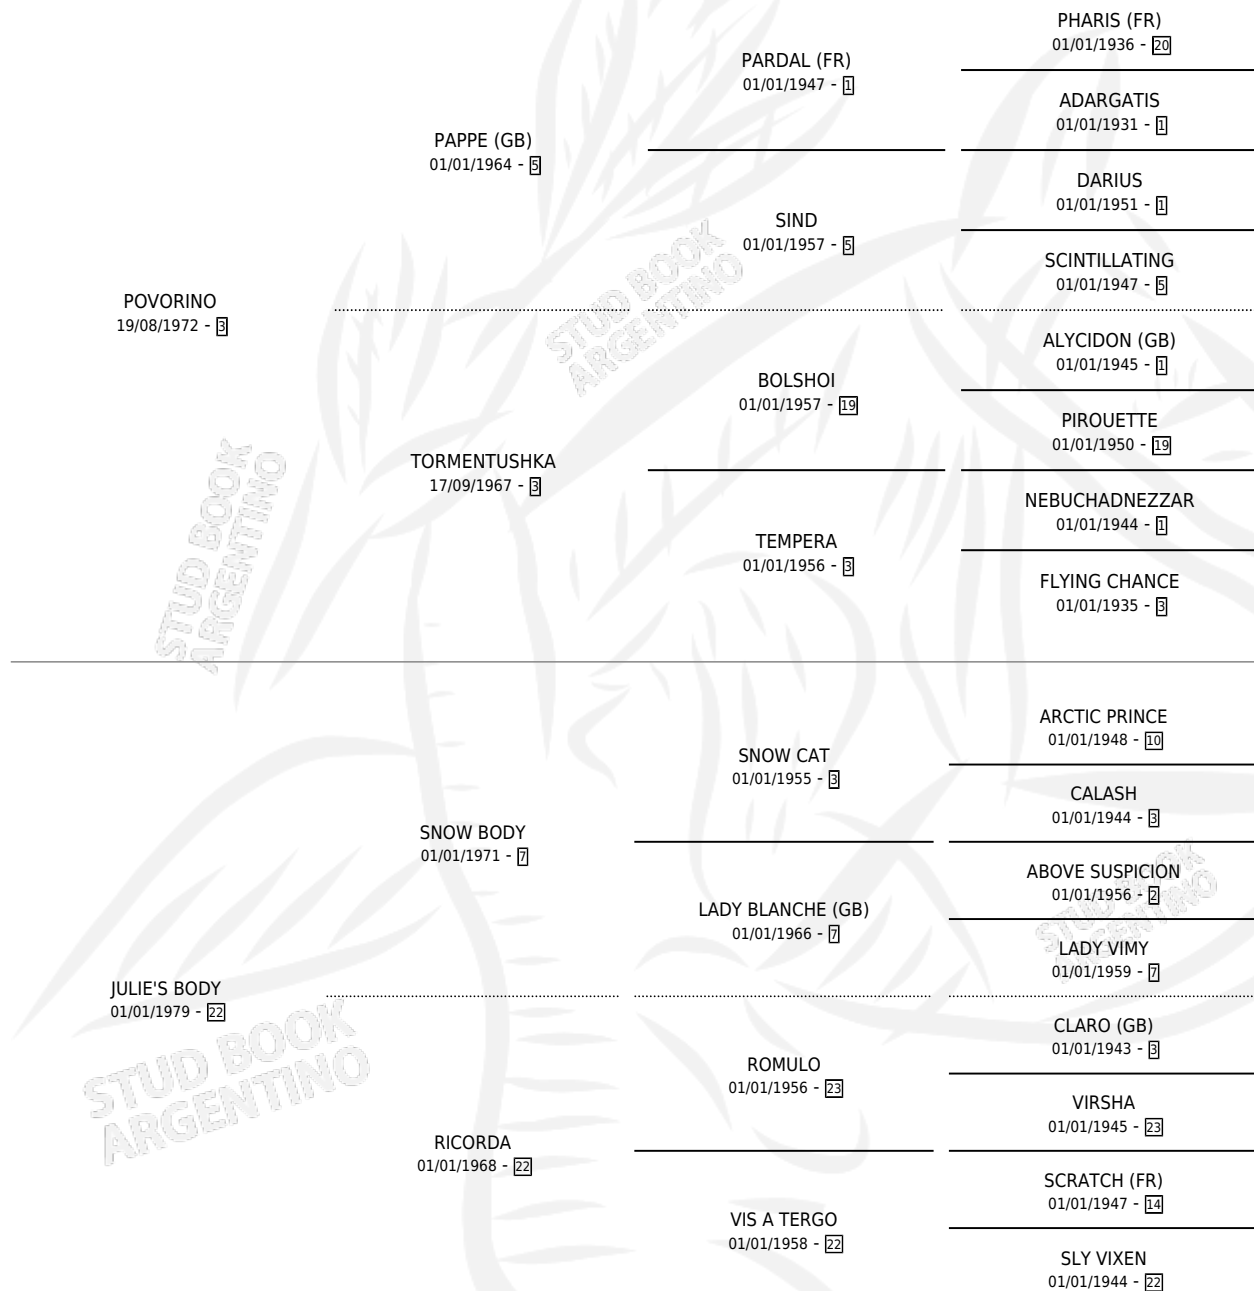 PHARIS (FR)
01/01/1936 - 20
PARDAL (FR)
01/01/1947 - 1
ADARGATIS
01/01/1931 - 1
PAPPE (GB)
01/01/1964 - 5
DARIUS
01/01/1951 - 1
SIND
01/01/1957 - 5
SCINTILLATING
01/01/1947 - 5
POVORINO
19/08/1972 - 3
ALYCIDON (GB)
01/01/1945 - 1
BOLSHOI
01/01/1957 - 19
PIROUETTE
01/01/1950 - 19
TORMENTUSHKA
17/09/1967 - 3
NEBUCHADNEZZAR
01/01/1944 - 1
TEMPERA
01/01/1956 - 3
FLYING CHANCE
01/01/1935 - 3
ARCTIC PRINCE
01/01/1948 - 10
SNOW CAT
01/01/1955 - 3
CALASH
01/01/1944 - 3
SNOW BODY
01/01/1971 - 7
ABOVE SUSPICION
01/01/1956 - 2
LADY BLANCHE (GB)
01/01/1966 - 7
LADY VIMY
01/01/1959 - 7
JULIE'S BODY
01/01/1979 - 22
CLARO (GB)
01/01/1943 - 3
ROMULO
01/01/1956 - 23
VIRSHA
01/01/1945 - 23
RICORDA
01/01/1968 - 22
SCRATCH (FR)
01/01/1947 - 14
VIS A TERGO
01/01/1958 - 22
SLY VIXEN
01/01/1944 - 22
STUD BOOK
ARGENTINO
STUD BOOK
ARGENTINO
STUD BOOK
ARGENTINO
STUD BOOK
ARGENTINO